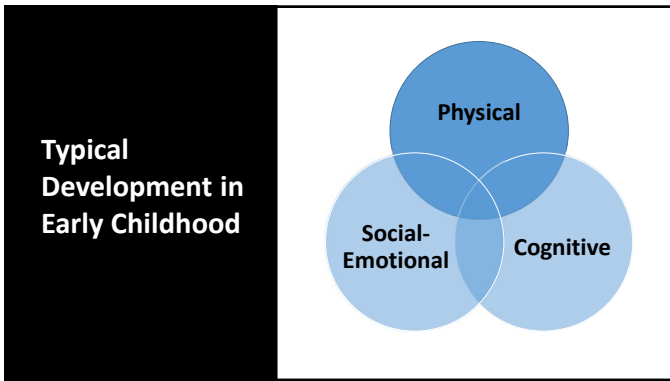 Typical
Development in
Early Childhood
Physical
Social-
Emotional
Cognitive